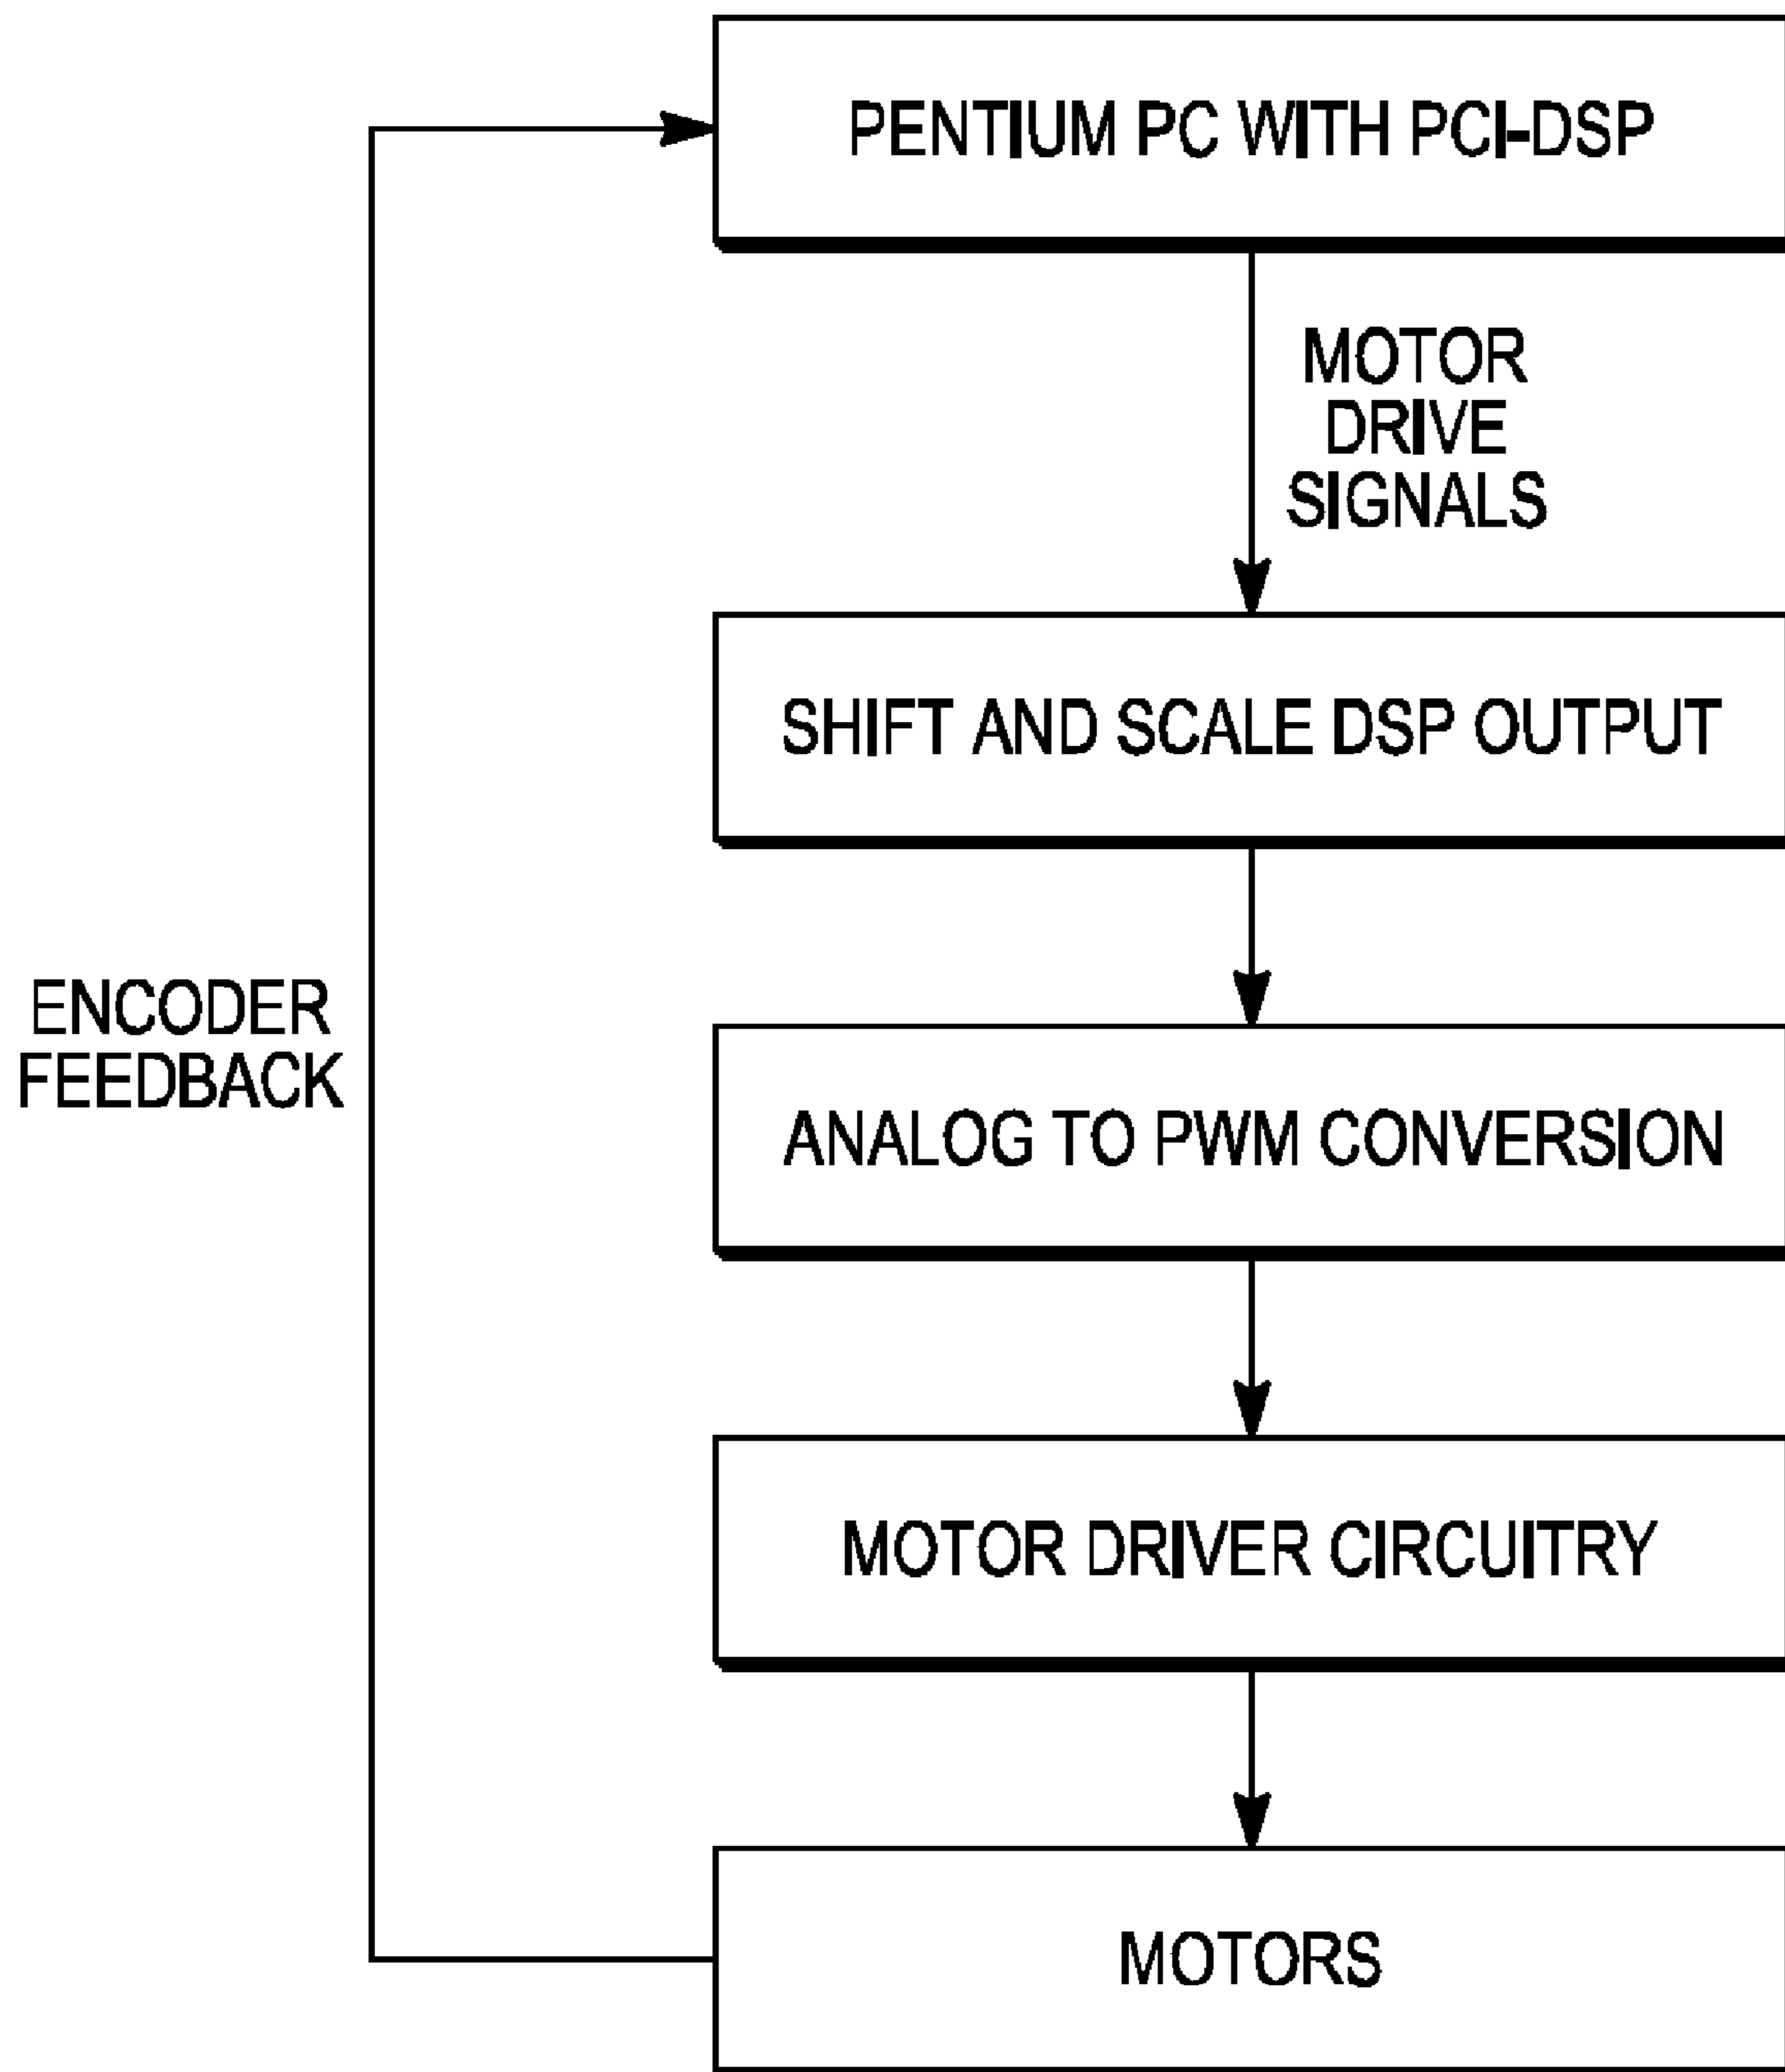 PENTIUM PC WITH PCI-DSP
MOTOR
DRIVE
SIGNALS
SHIFT AND SCALE DSP OUTPUT
ENCODER
FEEDBACK
ANALOG TO PWM CONVERSION
MOTOR DRIVER CIRCUITRY
MOTORS